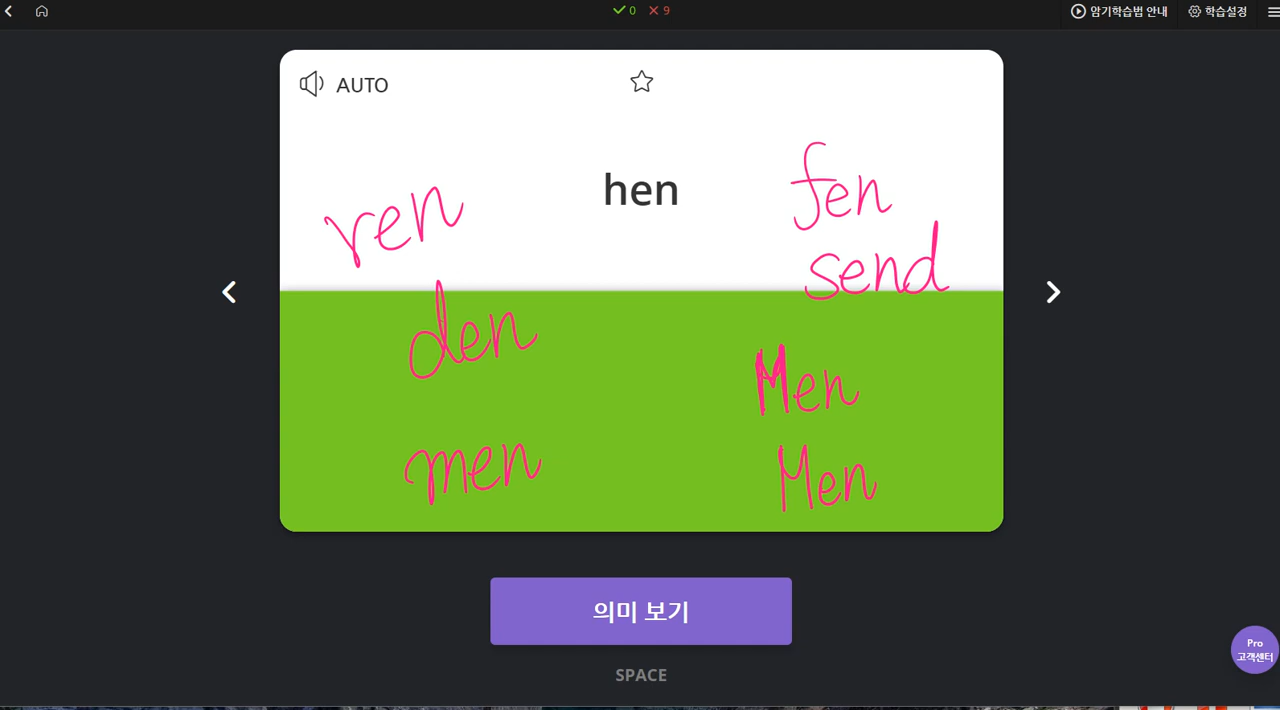 0 9
암기학습법 안내 학습설정
AUTO
hen
ren
fen
send
den
Men
men
Men
의미 보기
SPACE
Pro
고객센터